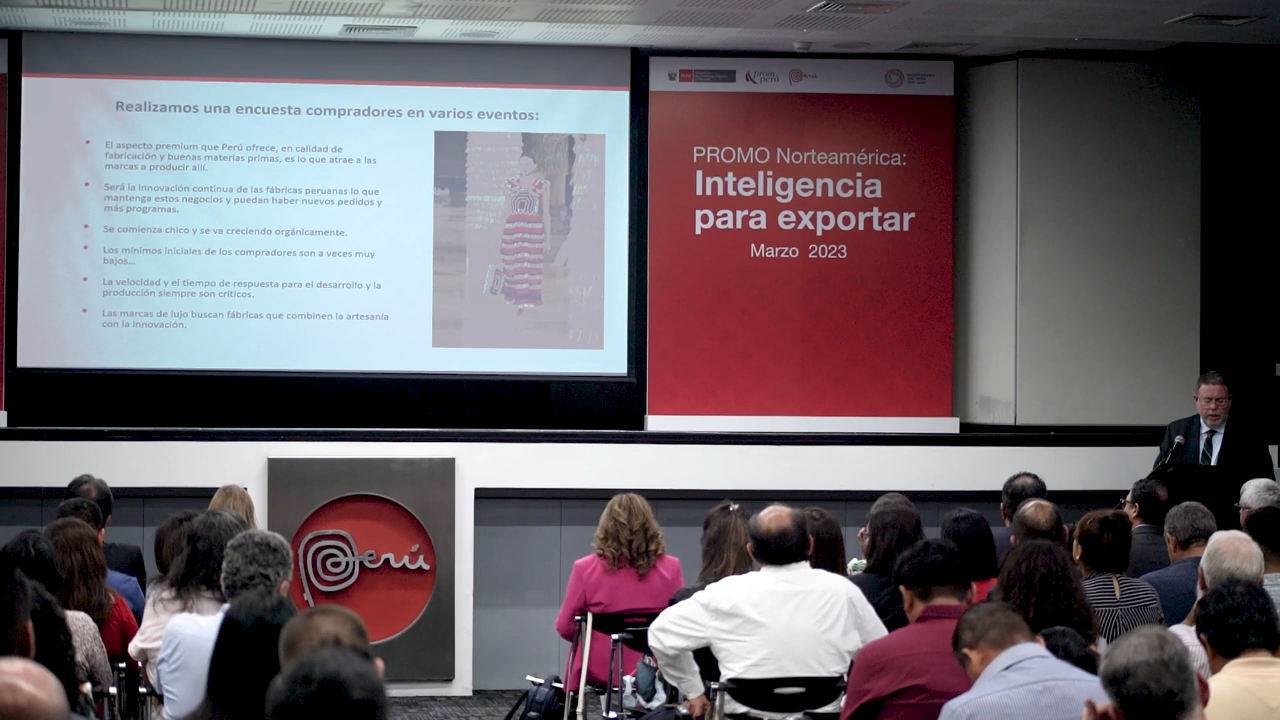 Realizamos una encuesta compradores en varios eventos:
El aspecto premium que Perú ofrece, en calidad de
fabricación y buenas materias primas, es lo que atrae a las
marcas a producir allí.
Será la innovación continua de las fábricas peruanas lo que
mantenga estos negocios y puedan haber nuevos pedidos y
más programas.
Se comienza chico y se va creciendo orgánicamente.
Los mínimos iniciales de los compradores son a veces muy
bajos...
La velocidad y el tiempo de respuesta para el desarrollo y la
producción siempre son críticos.
Las marcas de lujo buscan fábricas que combinen la artesanía
con la innovación.
PROMO Norteamérica:
Inteligencia
para exportar
Marzo 2023
Perú